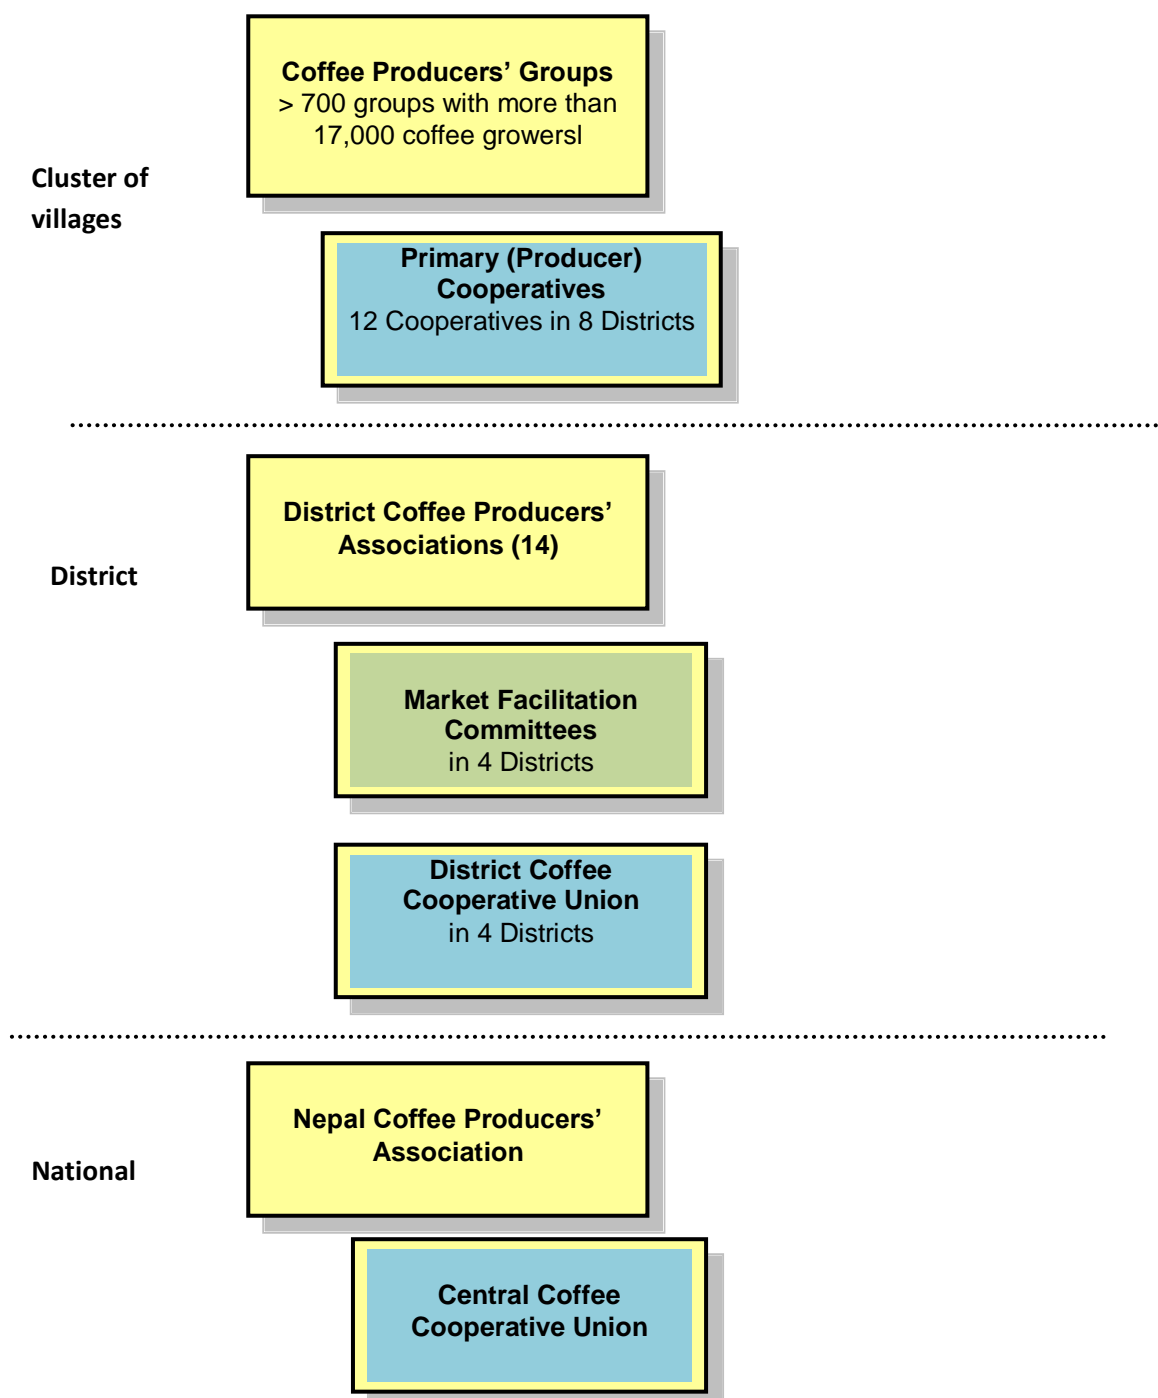 Coffee Producers’ Groups
> 700 groups with more than
17,000 coffee growersl
Cluster of
villages
Primary (Producer)
Cooperatives
12 Cooperatives in 8 Districts
District Coffee Producers’
Associations (14)
District
Market Facilitation
Committees
in 4 Districts
District Coffee
Cooperative Union
in 4 Districts
Nepal Coffee Producers’
Association
National
Central Coffee
Cooperative Union